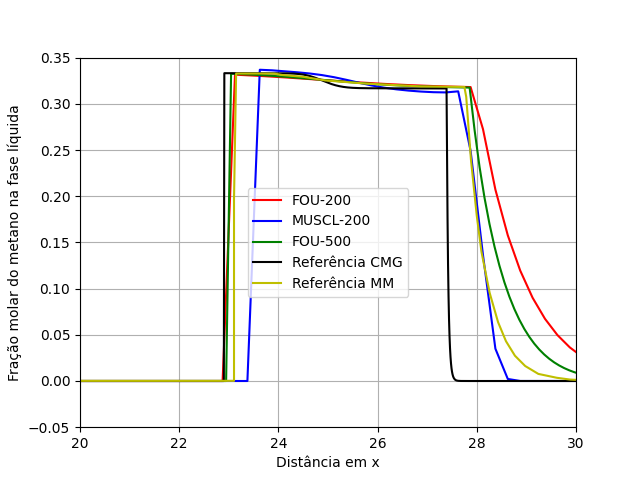 0.35
0.30
0.25
0.20
0.15
0.10
0.05
0.00
−0.05
Fração molar do metano na fase líquida
FOU-200
MUSCL-200
FOU-500
Referência CMG
Referência MM
20 22 24 26 28 30
Distância em x